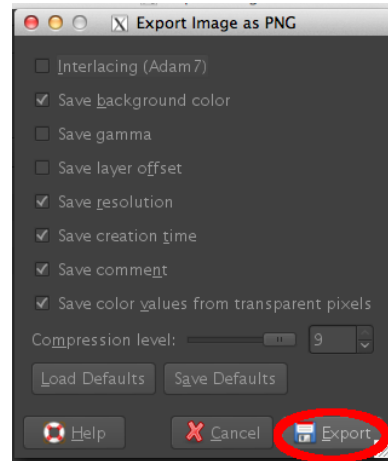 Export Image as PNG
Interlacing (Adam7)
Save background color
Save gamma
Save layer offset
Save resolution
Save creation time
Save comment
Save color values from transparent pixels
Compression level: 9
Load Defaults Save Defaults
Help Cancel Export